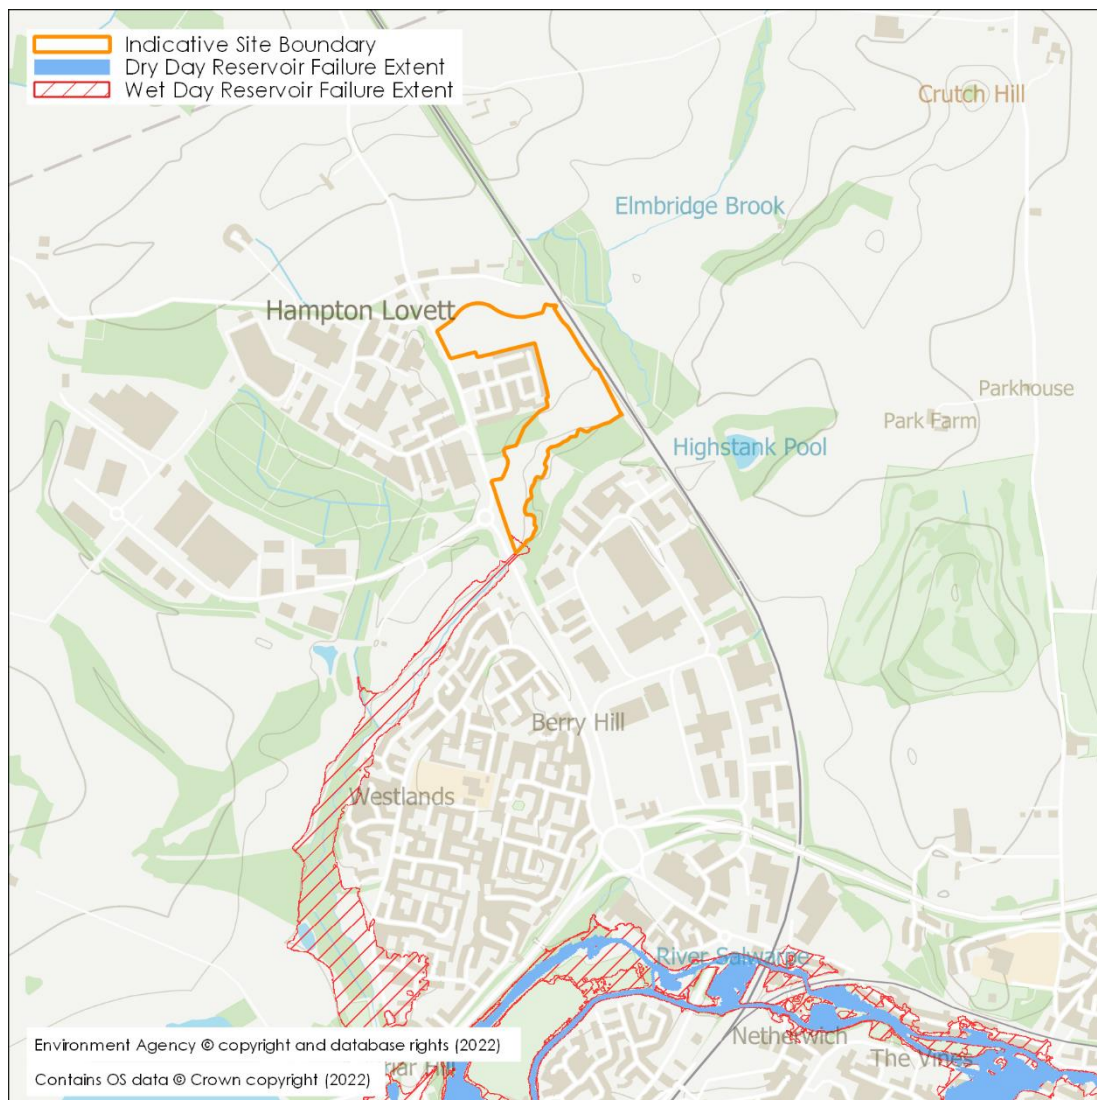 Indicative Site Boundary
Dry Day Reservoir Failure Extent
Wet Day Reservoir Failure Extent
Crutch Hill
Elmbridge Brook
Hampton Lovett
Parkhouse
Park Farm
Highstank Pool
Berry Hill
Westlands
River Salwarpe
Netherwich
The Vines
Environment Agency © copyright and database rights (2022)
Contains OS data © Crown copyright (2022)
Hill